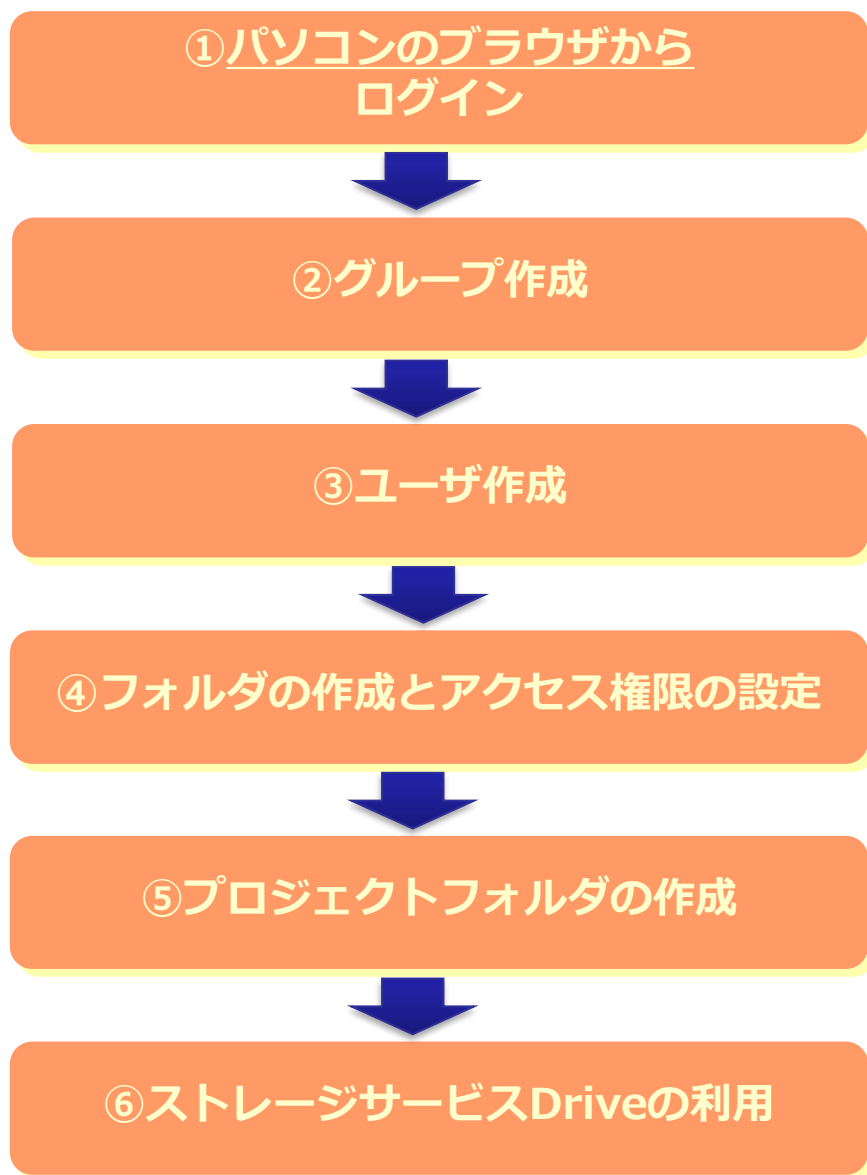 ①パソコンのブラウザから
ログイン
②グループ作成
③ユーザ作成
④フォルダの作成とアクセス権限の設定
⑤プロジェクトフォルダの作成
⑥ストレージサービスDriveの利用